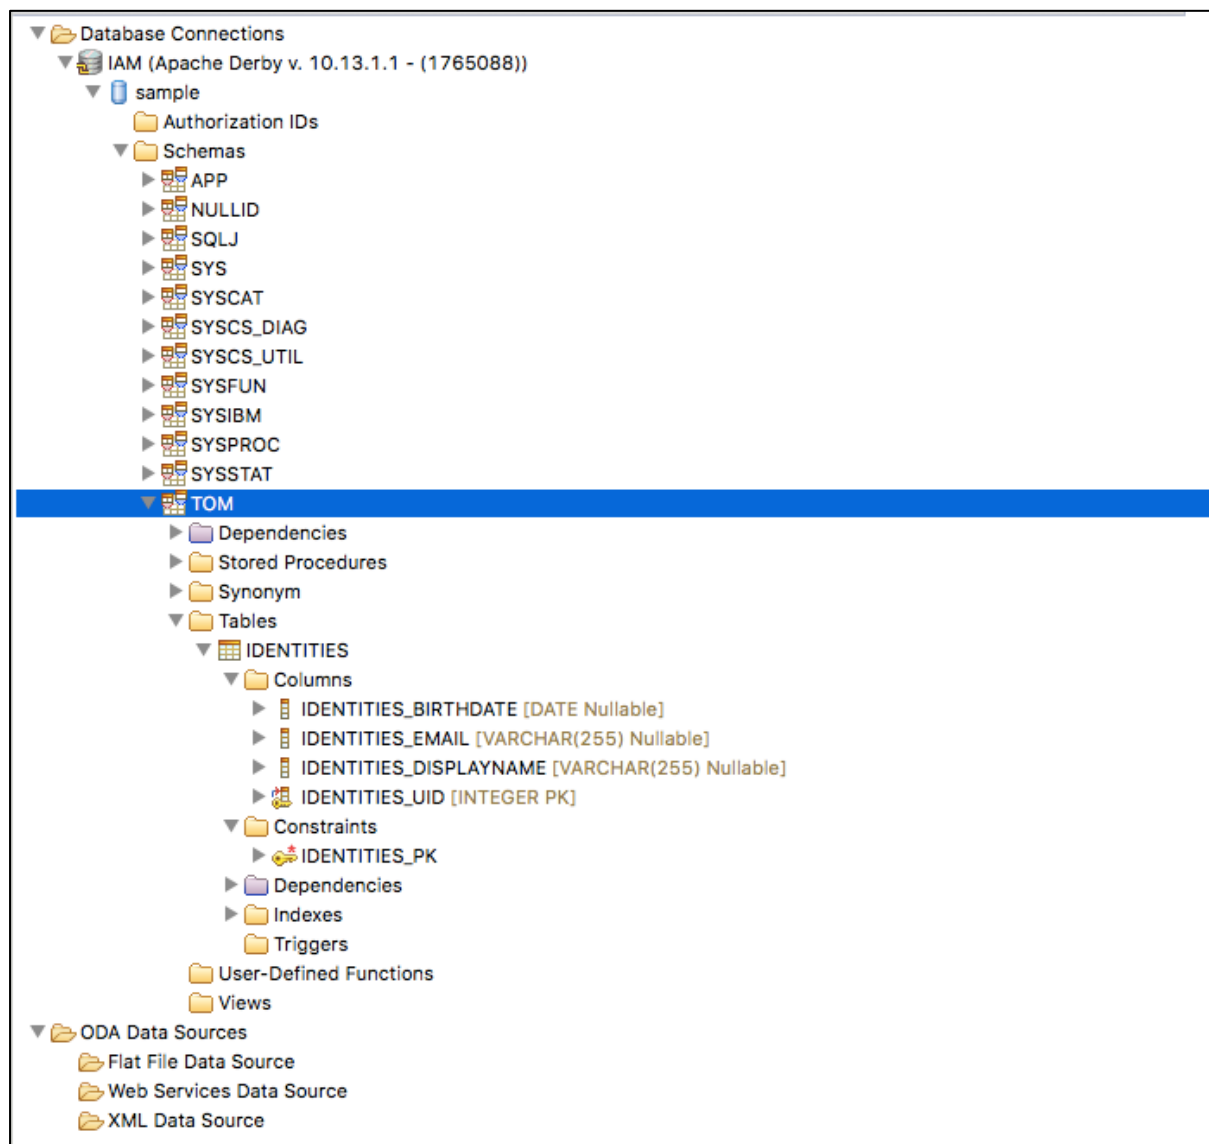 Database Connections
IAM (Apache Derby v. 10.13.1.1 - (1765088))
sample
Authorization IDs
Schemas
APP
NULLID
SQLJ
SYS
SYSCAT
SYSCS_DIAG
SYSCS_UTIL
SYSFUN
SYSIBM
SYSPROC
SYSSTAT
TOM
Dependencies
Stored Procedures
Synonym
Tables
IDENTITIES
Columns
IDENTITIES_BIRTHDATE [DATE Nullable]
IDENTITIES_EMAIL [VARCHAR(255) Nullable]
IDENTITIES_DISPLAYNAME [VARCHAR(255) Nullable]
IDENTITIES_UID [INTEGER PK]
Constraints
IDENTITIES_PK
Dependencies
Indexes
Triggers
User-Defined Functions
Views
ODA Data Sources
Flat File Data Source
Web Services Data Source
XML Data Source